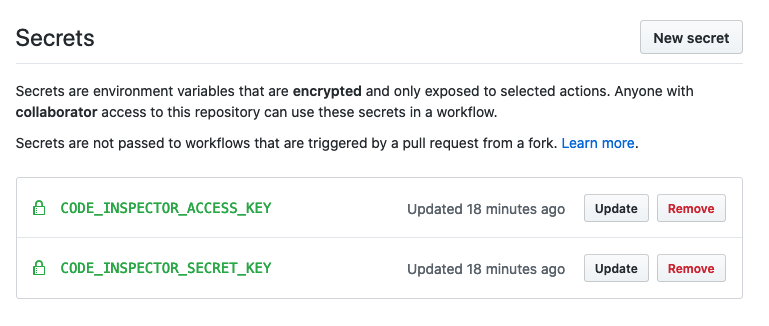 Secrets
New secret
Secrets are environment variables that are encrypted and only exposed to selected actions. Anyone with
collaborator access to this repository can use these secrets in a workflow.
Secrets are not passed to workflows that are triggered by a pull request from a fork. Learn more.
CODE_INSPECTOR_ACCESS_KEY Updated 18 minutes ago Update Remove
CODE_INSPECTOR_SECRET_KEY Updated 18 minutes ago Update Remove